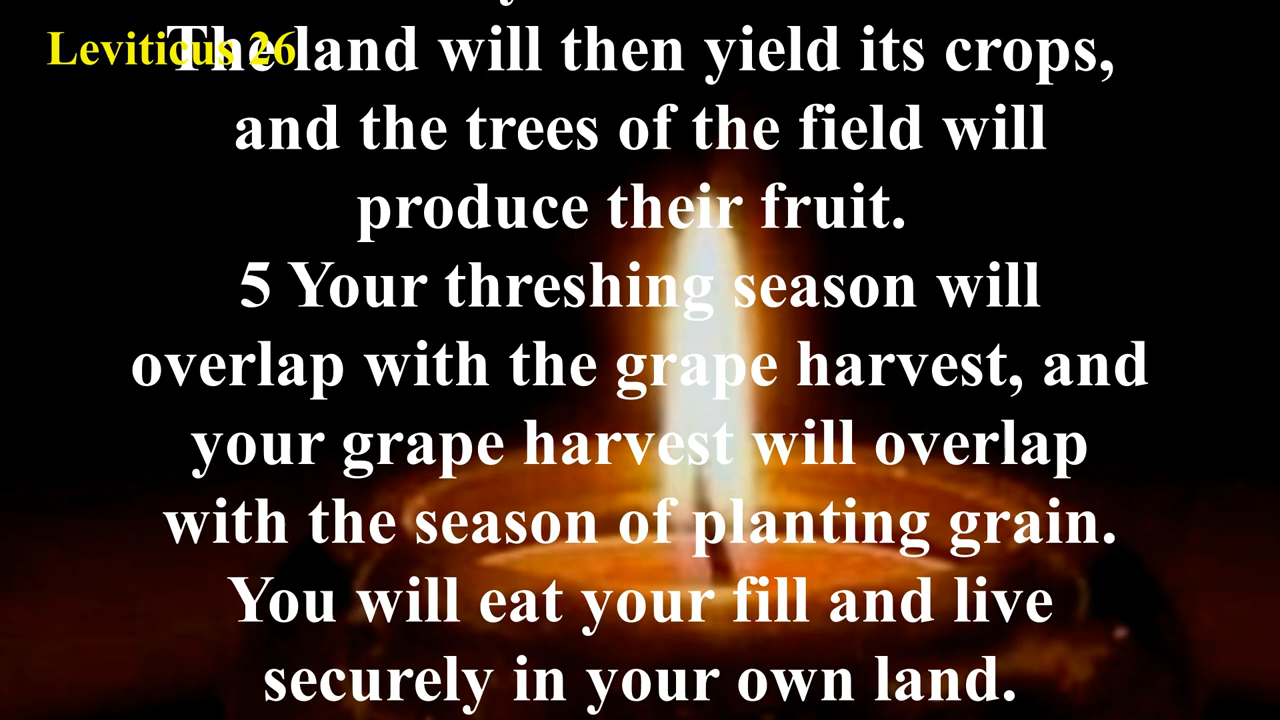 Leviticus 26
The land will then yield its crops,
and the trees of the field will
produce their fruit.
5 Your threshing season will
overlap with the grape harvest, and
your grape harvest will overlap
with the season of planting grain.
You will eat your fill and live
securely in your own land.